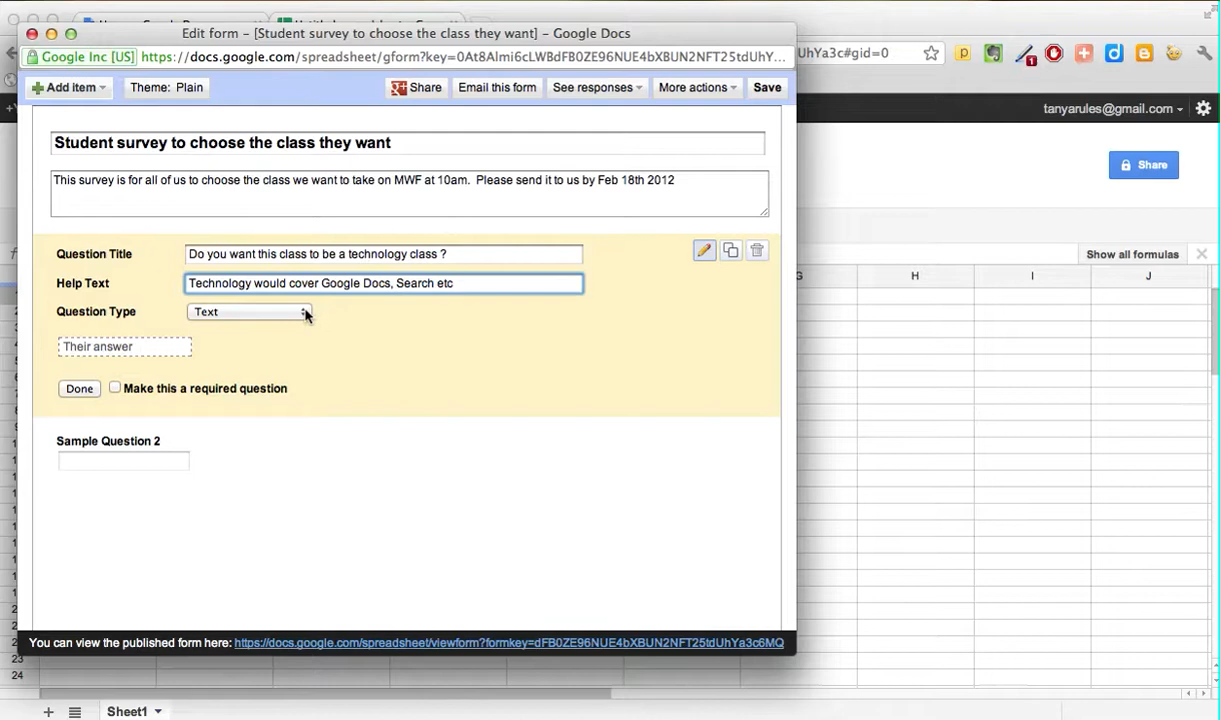 Edit form – [Student survey to choose the class they want] – Google Docs
Google Inc [US] https://docs.google.com/spreadsheet/gform?key=0At8Almi6cLWBdFB0ZE96NUE4bXBUN2NFT25tdUhYa3c...
UhYa3c#gid=0
Add item
Theme: Plain
Share
Email this form
See responses
More actions
Save
tanyarules@gmail.com
Share
Student survey to choose the class they want
This survey is for all of us to choose the class we want to take on MWF at 10am. Please send it to us by Feb 18th 2012
Question Title
Do you want this class to be a technology class ?
Show all formulas
Help Text
Technology would cover Google Docs, Search etc
G H I J
Question Type
Text
Their answer
Done
Make this a required question
Sample Question 2
You can view the published form here: https://docs.google.com/spreadsheet/viewform?formkey=dFB0ZE96NUE4bXBUN2NFT25tdUhYa3c6MQ
23
24
Sheet1